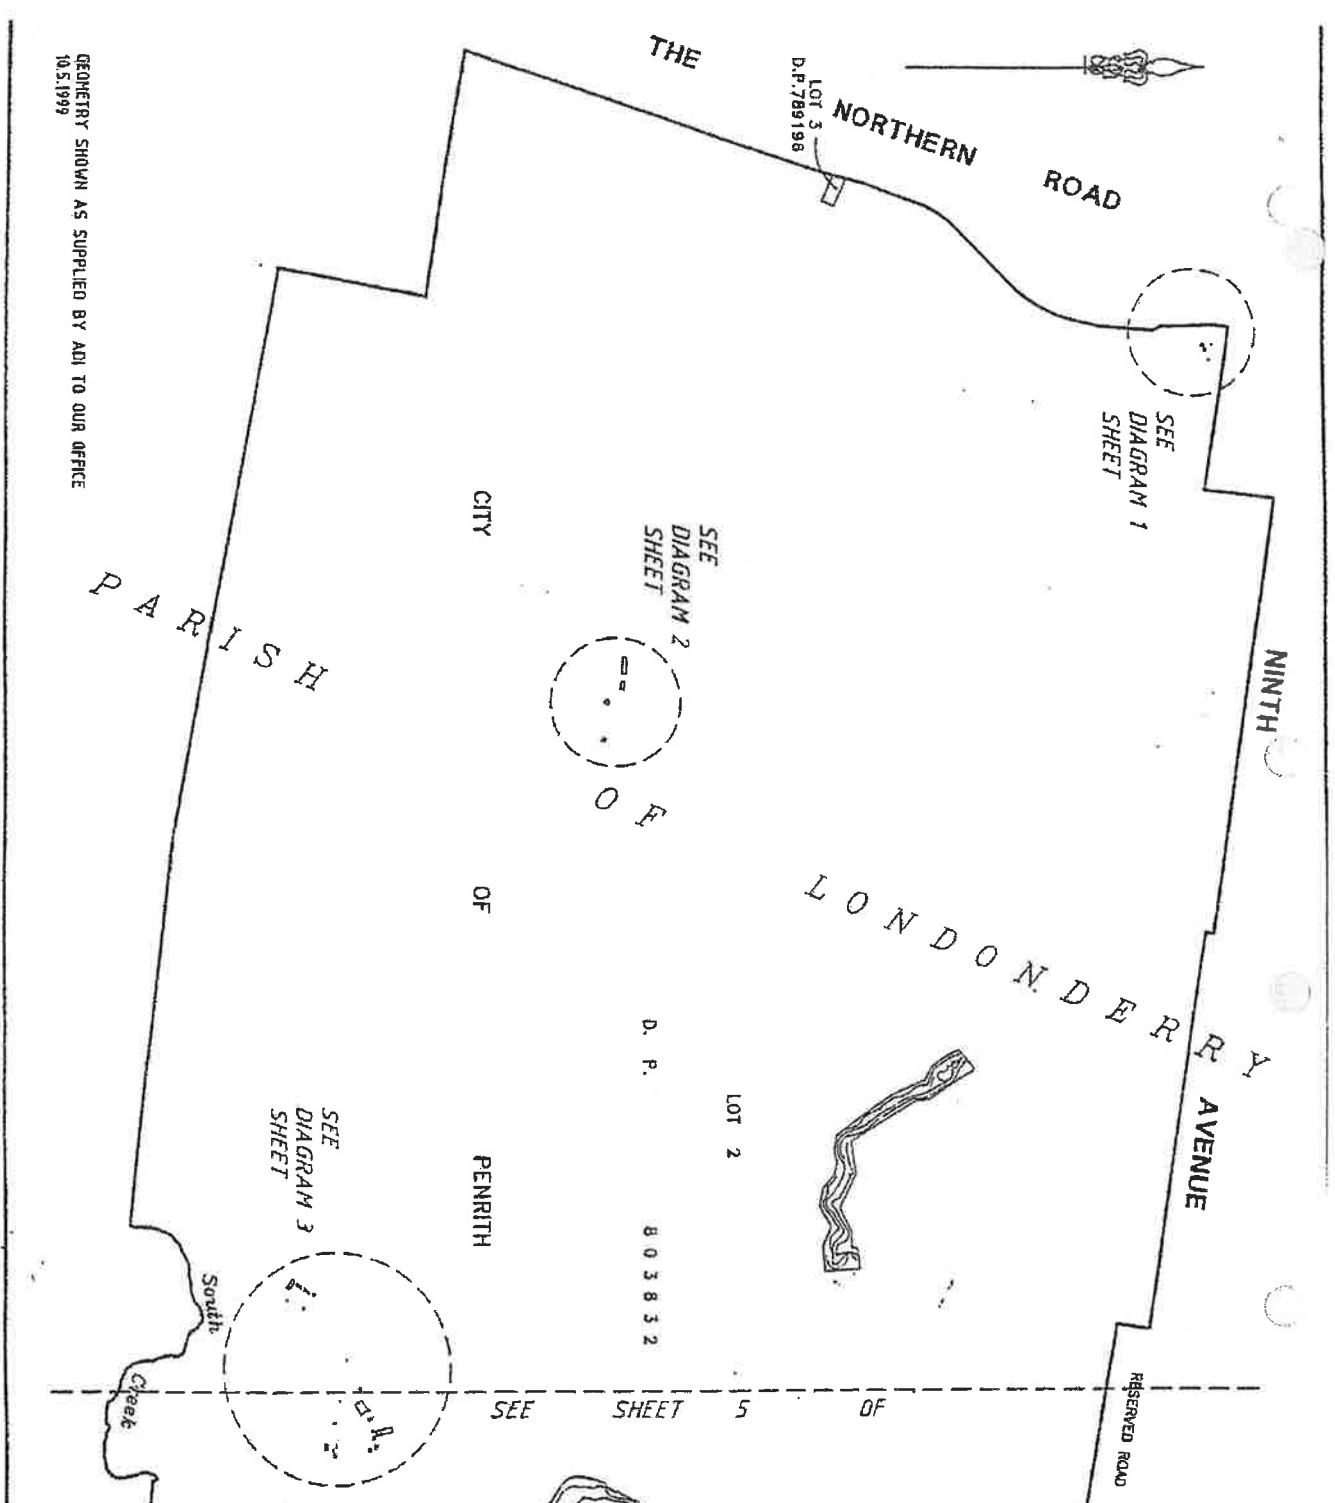 THE
NORTHERN
ROAD
LOT 3
D.P.789198
GEOMETRY SHOWN AS SUPPLIED BY ADI TO OUR OFFICE
10.5.1999
SEE
DIAGRAM 1
SHEET
NINTH
AVENUE
SEE
DIAGRAM 2
SHEET
CITY
OF
PENRITH
PARISH
OF
LONDONDERRY
D. P.
803832
LOT 2
SEE
DIAGRAM 3
SHEET
South
Creek
SEE SHEET 5 OF
RESERVED ROAD